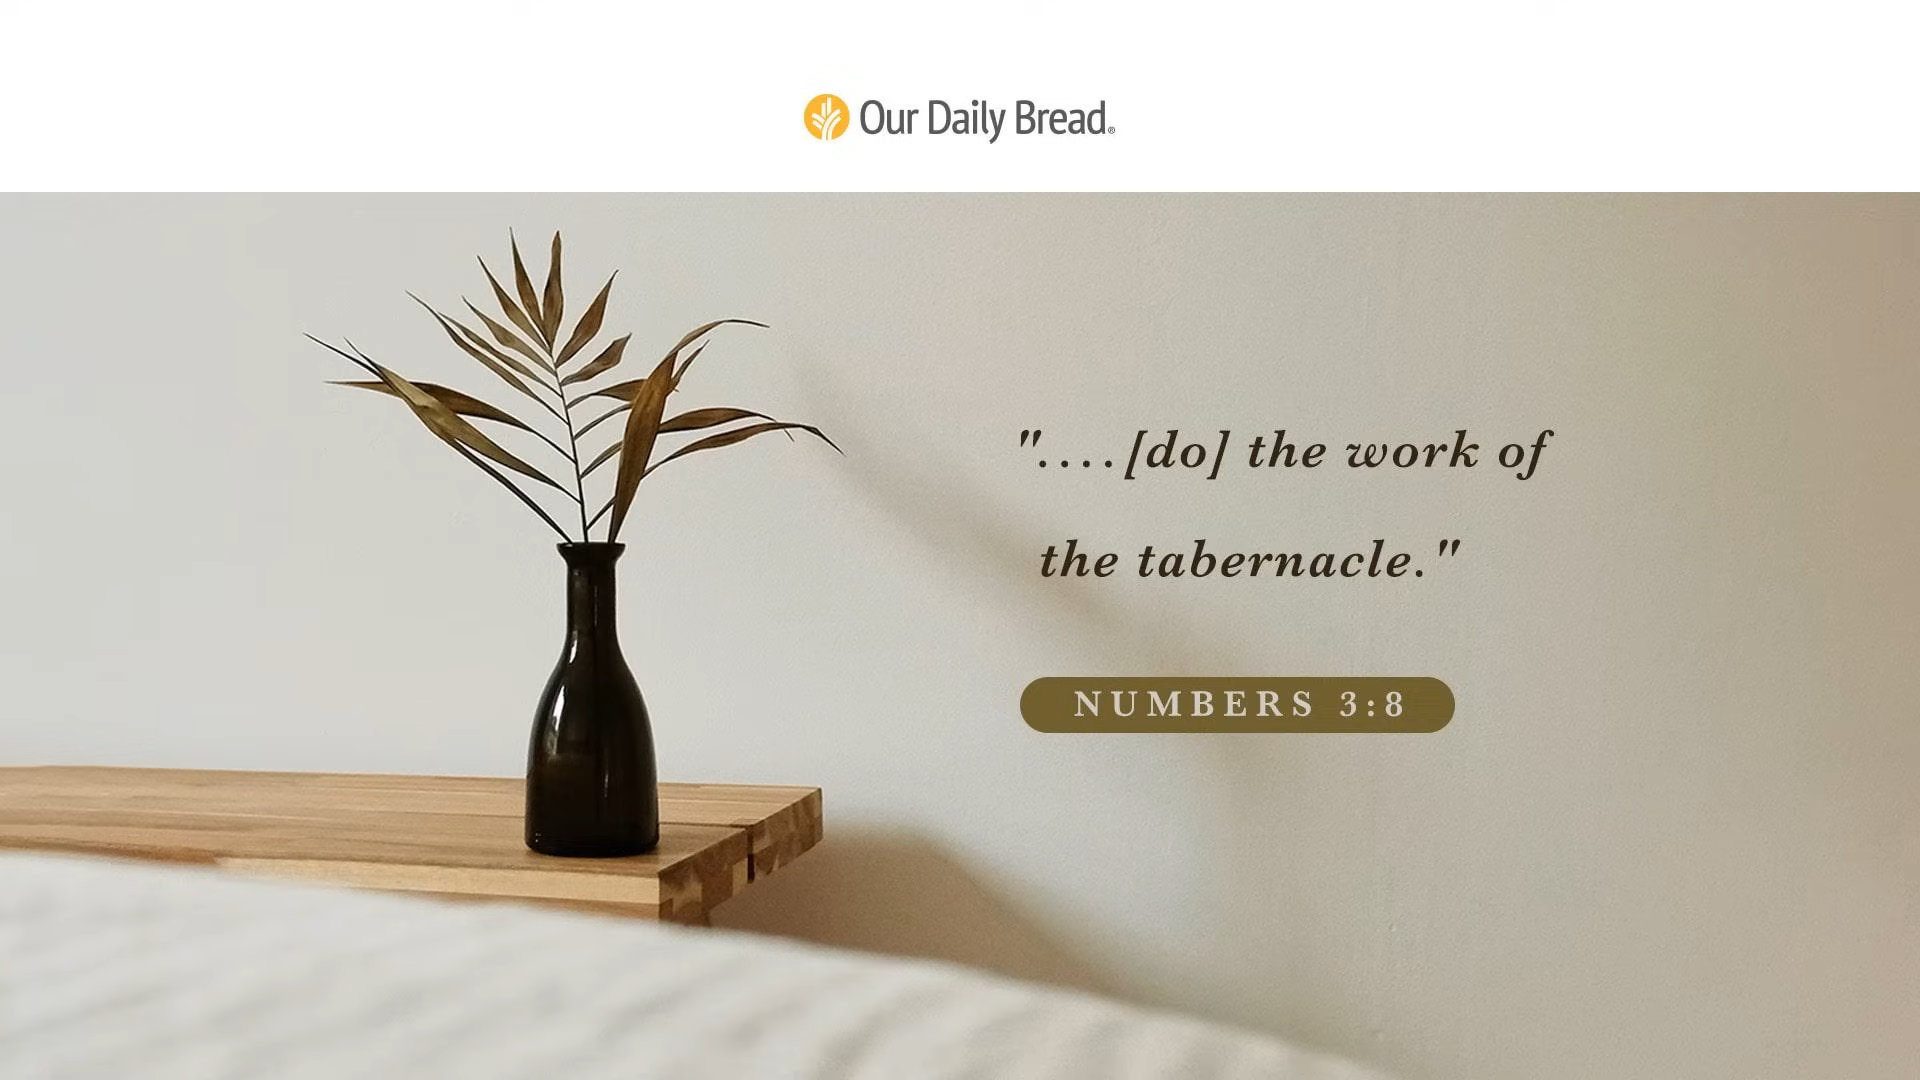 Our Daily Bread®
"....[do] the work of
the tabernacle."
NUMBERS 3:8